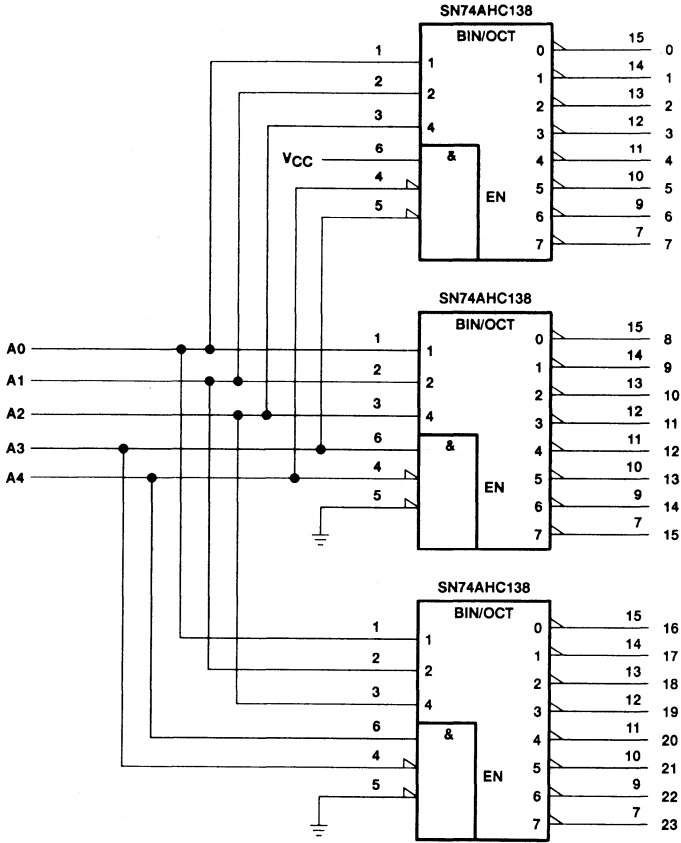 SN74AHC138
BIN/OCT
1 1 0 15 0
2 2 1 14 1
3 4 2 13 2
3 12 3
VCC 6 & 4 11 4
4 EN 5 10 5
5 6 9 6
7 7 7
SN74AHC138
BIN/OCT
A0 1 1 0 15 8
A1 2 2 1 14 9
A2 3 4 2 13 10
3 12 11
A3 6 & 4 11 12
A4 4 EN 5 10 13
5 6 9 14
7 7 15
SN74AHC138
BIN/OCT
1 1 0 15 16
2 2 1 14 17
3 4 2 13 18
3 12 19
6 & 4 11 20
4 EN 5 10 21
5 6 9 22
7 7 23